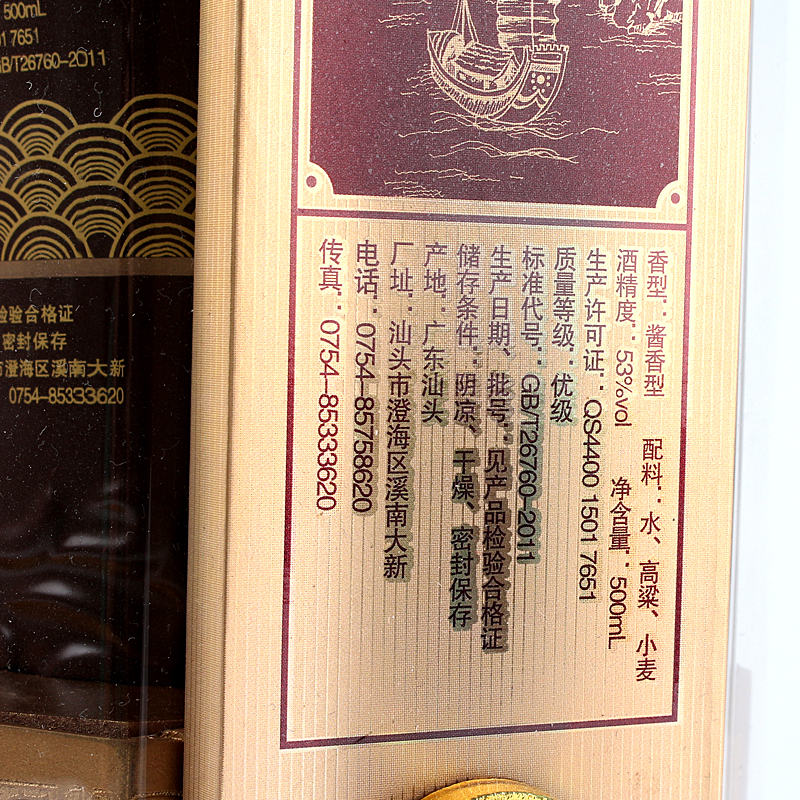 500mL
01 7651
GB/T26760-2011
检验合格证
密封保存
市澄海区溪南大新
0754-85333620
香型：酱香型 配料：水、高粱、小麦
酒精度：53%vol 净含量：500mL
生产许可证：QS4400 1501 7651
质量等级：优级
标准代号：GB/T26760-2011
生产日期、批号：见产品检验合格证
储存条件：阴凉、干燥、密封保存
产地：广东汕头
厂址：汕头市澄海区溪南大新
电话：0754-85758620
传真：0754-85333620